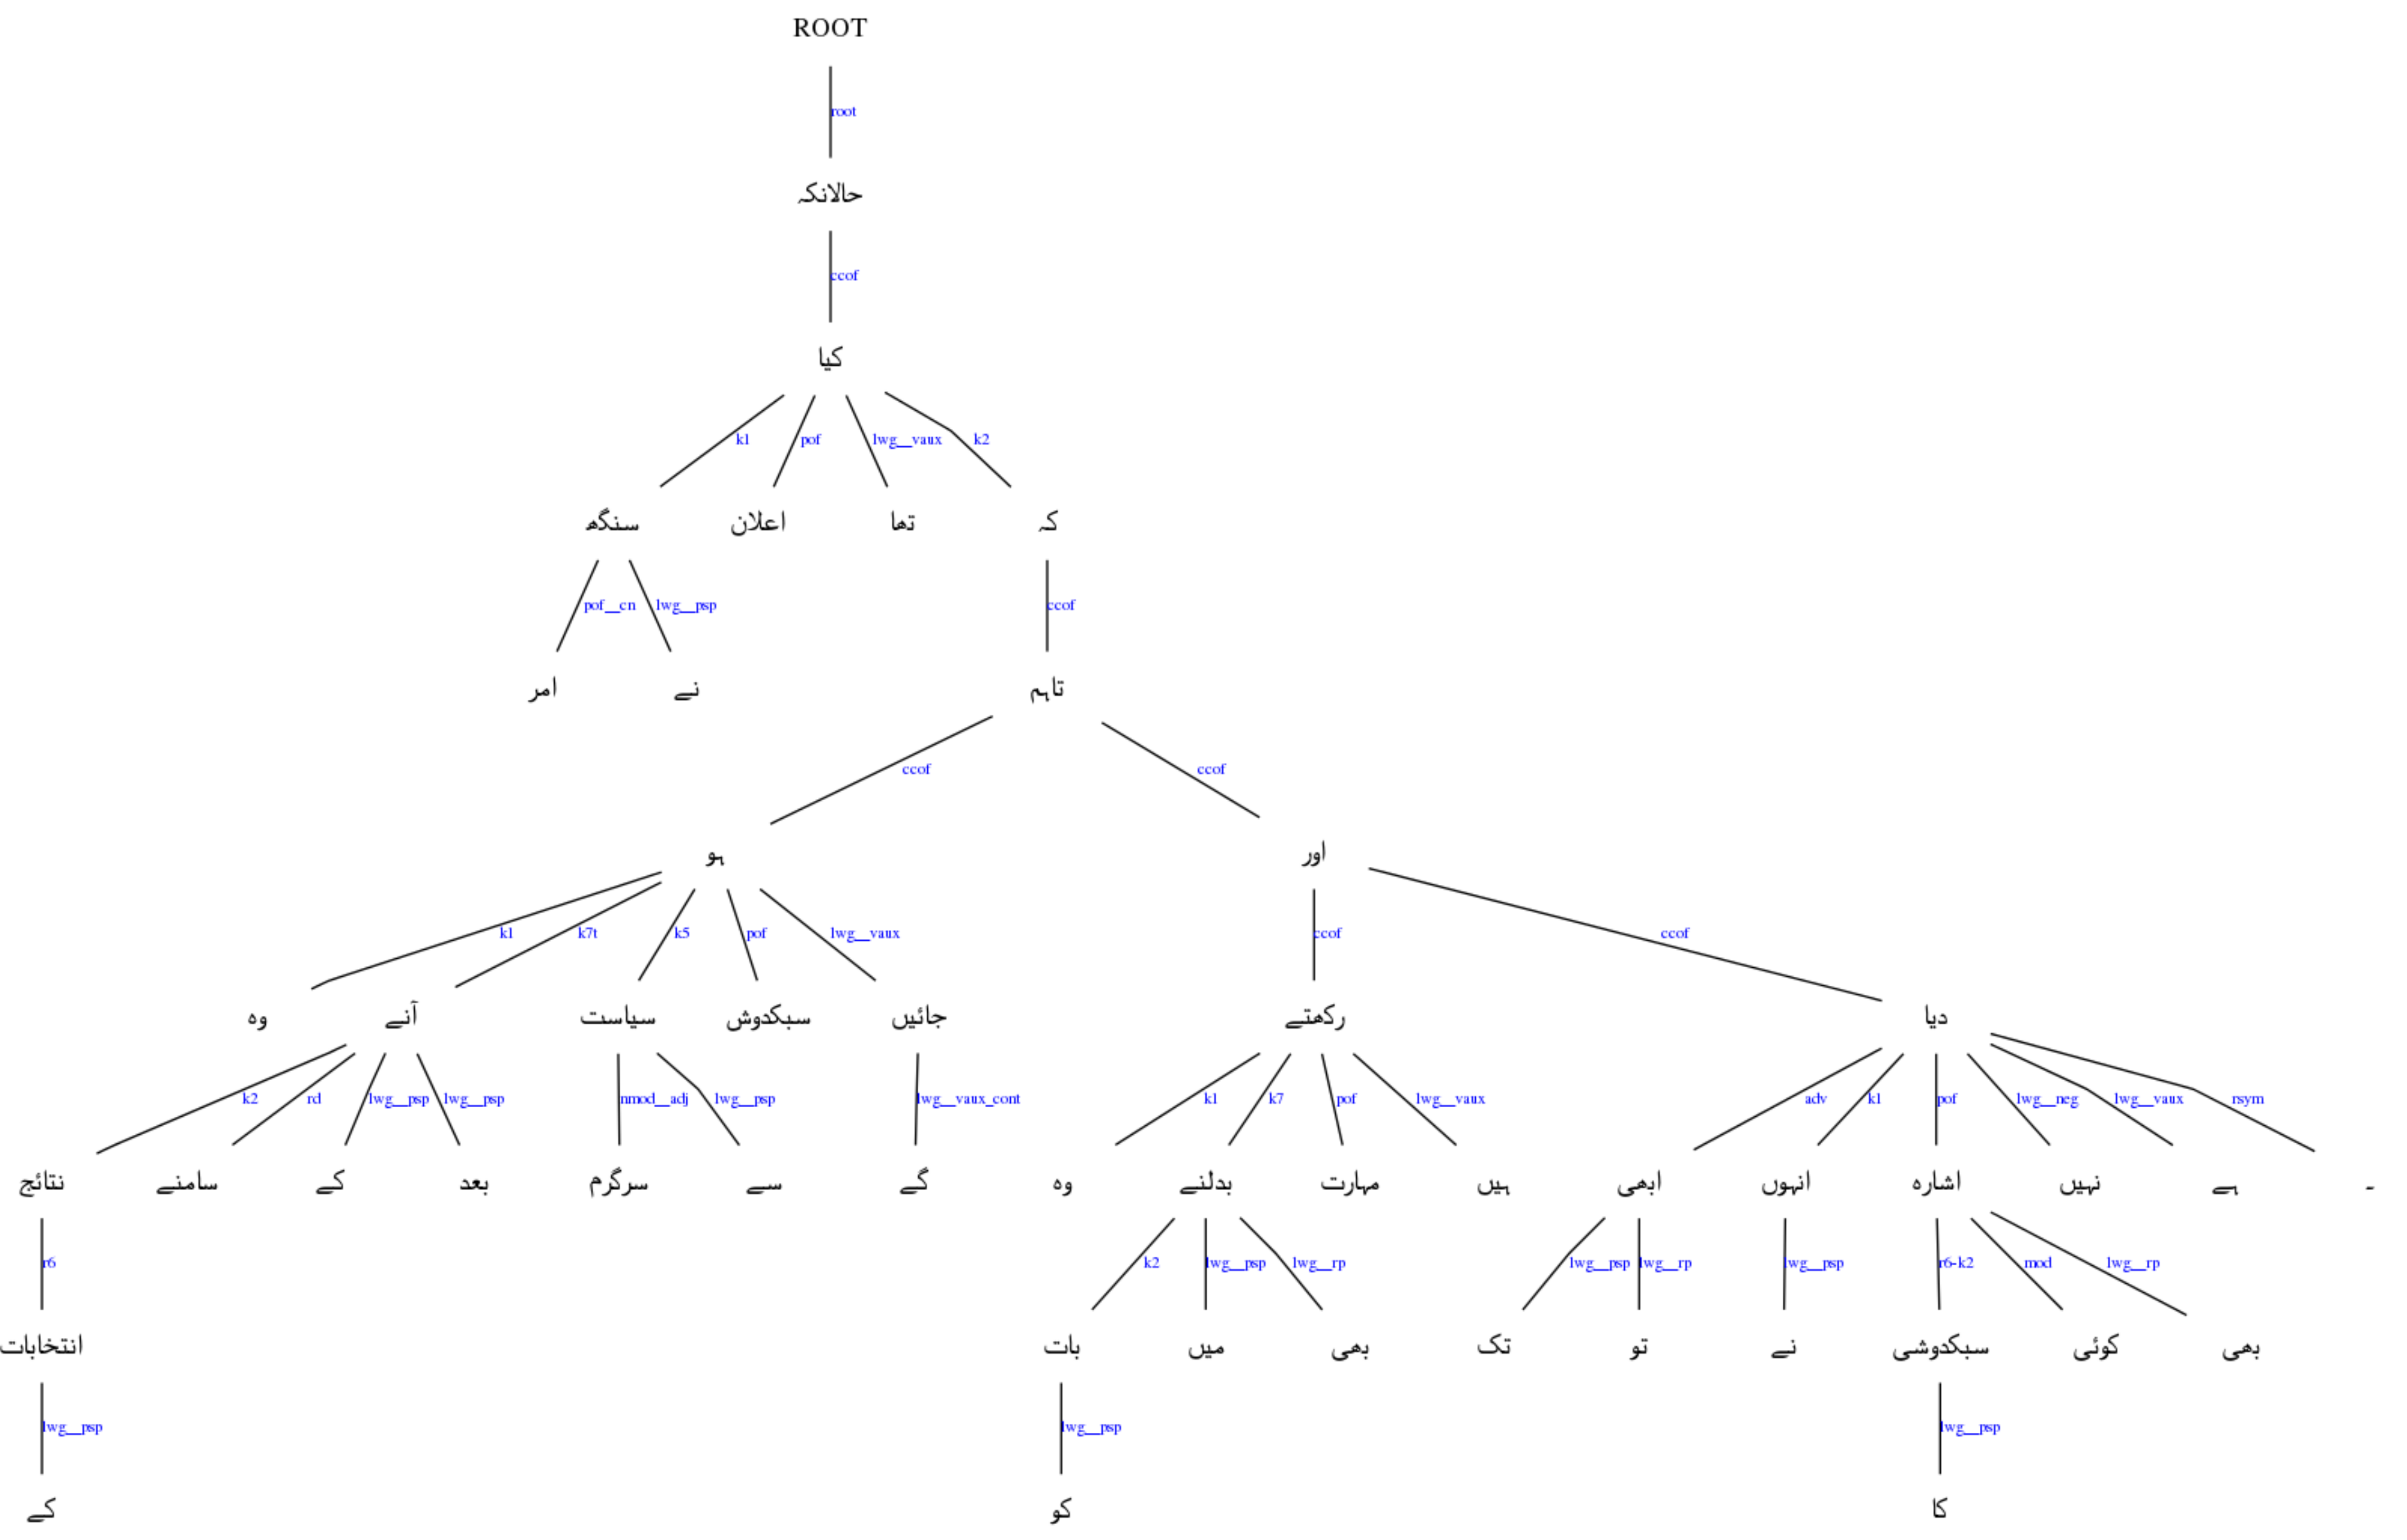 ROOT
root
حالانکہ
ccof
کیا
k1 pof lwg__vaux k2
سنگھ اعلان تھا کہ
pof__cn lwg__psp ccof
امر نے تاہم
ccof ccof
ہو اور
k1 k7t k5 pof lwg__vaux ccof ccof
وہ آنے سیاست سبکدوش جائیں رکھتے دیا
k2 rd lwg__psp lwg__psp nmod__adj lwg__psp lwg__vaux_cont k1 k7 pof lwg__vaux adv k1 pof lwg__neg lwg__vaux rsym
نتائج سامنے کے بعد سرگرم سے گے وہ بدلنے مہارت ہیں ابھی انہوں اشارہ نہیں ہے ۔
r6 k2 lwg__psp lwg__rp lwg__psp lwg__rp lwg__psp r6-k2 mod lwg__rp
انتخابات بات میں بھی تک تو نے سبکدوشی کوئی بھی
lwg__psp lwg__psp lwg__psp
کے کو کا